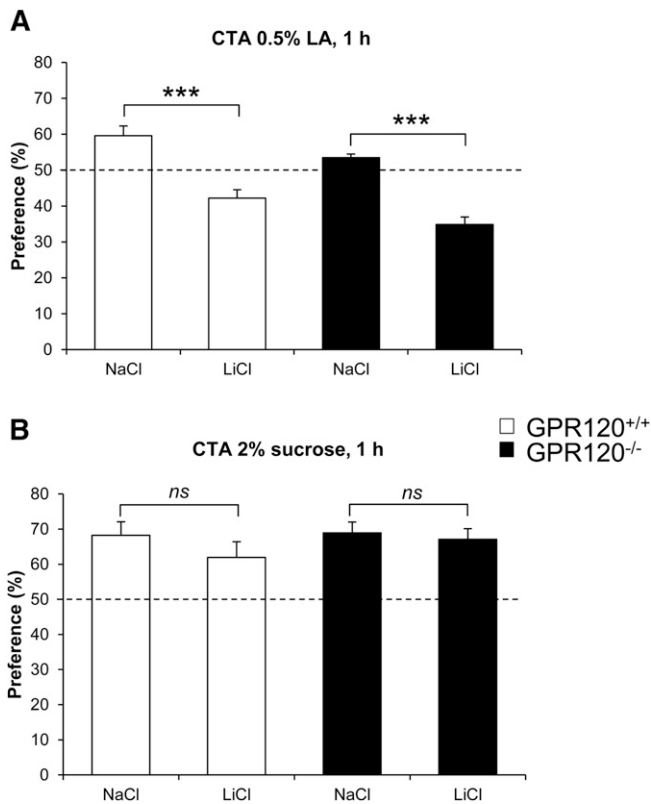 A
CTA 0.5% LA, 1 h
Preference (%)
80
70
60
50
40
30
20
10
0
***
***
NaCl
LiCl
NaCl
LiCl
B
GPR120+/+
GPR120-/-
CTA 2% sucrose, 1 h
Preference (%)
80
70
60
50
40
30
20
10
0
ns
ns
NaCl
LiCl
NaCl
LiCl